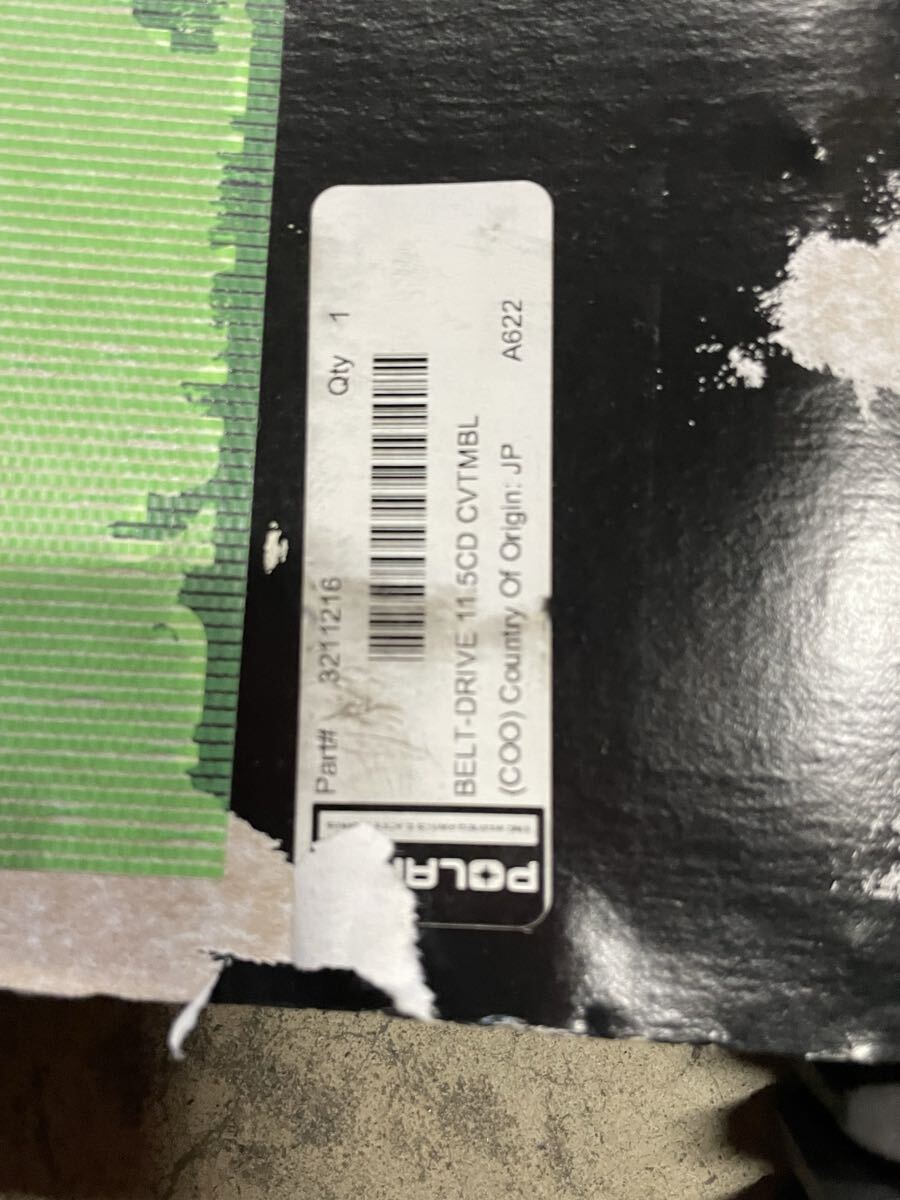 Part# 3211216 Qty 1
BELT-DRIVE 11.5CD CVTMBL
(COO) Country Of Origin: JP A622